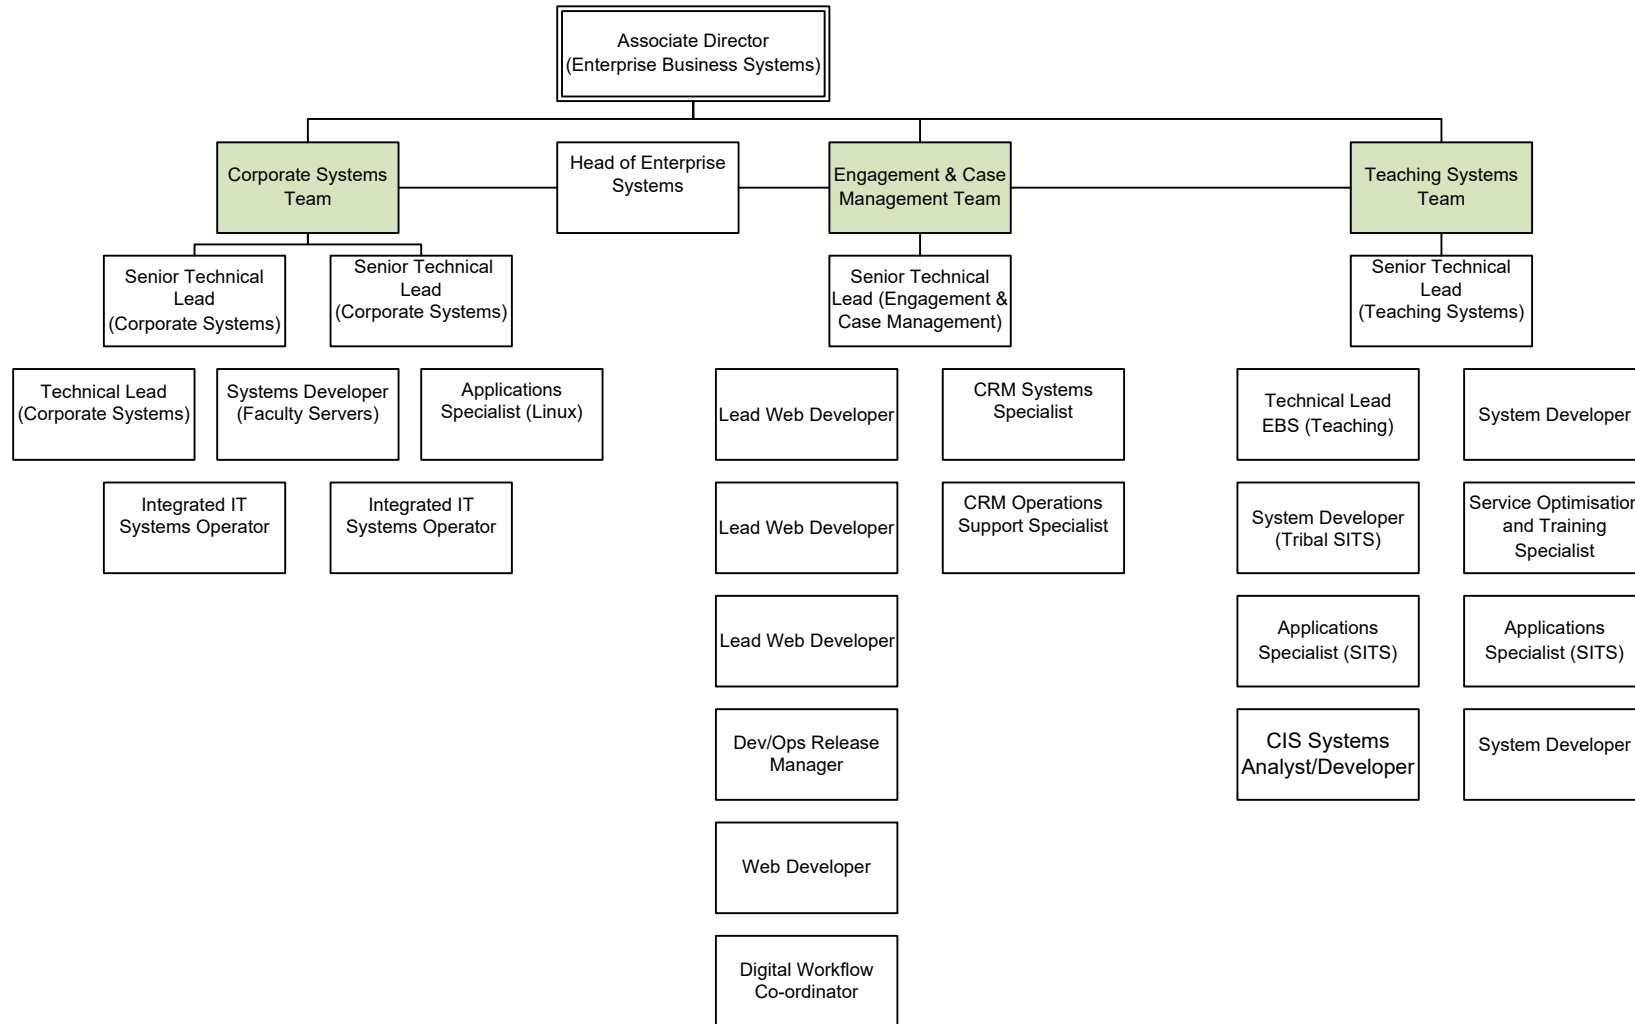 Associate Director
(Enterprise Business Systems)
Corporate Systems
Team
Head of Enterprise
Systems
Engagement & Case
Management Team
Teaching Systems
Team
Senior Technical
Lead
(Corporate Systems)
Senior Technical
Lead
(Corporate Systems)
Senior Technical
Lead (Engagement &
Case Management)
Senior Technical
Lead
(Teaching Systems)
Technical Lead
(Corporate Systems)
Systems Developer
(Faculty Servers)
Applications
Specialist (Linux)
Lead Web Developer
CRM Systems
Specialist
Technical Lead
EBS (Teaching)
System Developer
Integrated IT
Systems Operator
Integrated IT
Systems Operator
Lead Web Developer
CRM Operations
Support Specialist
System Developer
(Tribal SITS)
Service Optimisation
and Training
Specialist
Lead Web Developer
Applications
Specialist (SITS)
Applications
Specialist (SITS)
Dev/Ops Release
Manager
CIS Systems
Analyst/Developer
System Developer
Web Developer
Digital Workflow
Co-ordinator